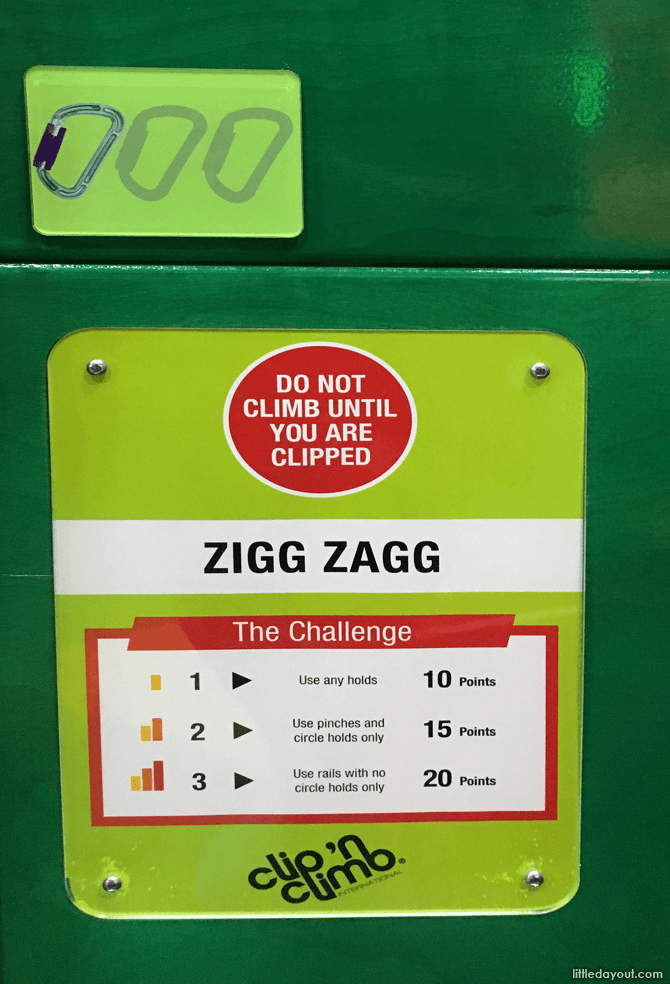 DO NOT
CLIMB UNTIL
YOU ARE
CLIPPED
ZIGG ZAGG
The Challenge
1 ► Use any holds 10 Points
2 ► Use pinches and
circle holds only 15 Points
3 ► Use rails with no
circle holds only 20 Points
clip 'n
climb®
INTERNATIONAL
littledayout.com